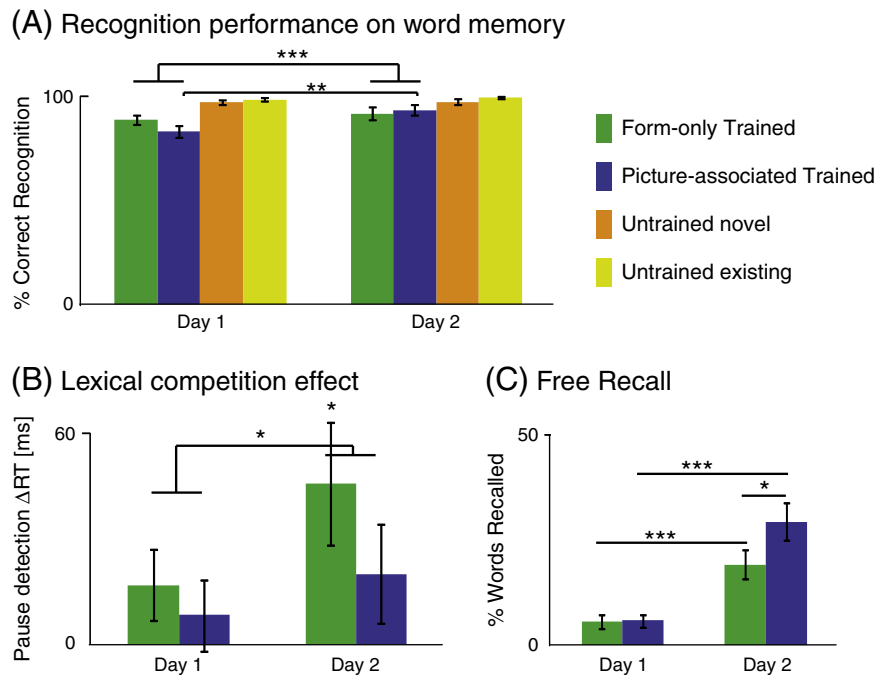 (A) Recognition performance on word memory
***
**
% Correct Recognition
100
0
Day 1
Day 2
Form-only Trained
Picture-associated Trained
Untrained novel
Untrained existing
(B) Lexical competition effect
Pause detection ΔRT [ms]
60
0
*
*
Day 1
Day 2
(C) Free Recall
% Words Recalled
50
0
***
*
***
Day 1
Day 2